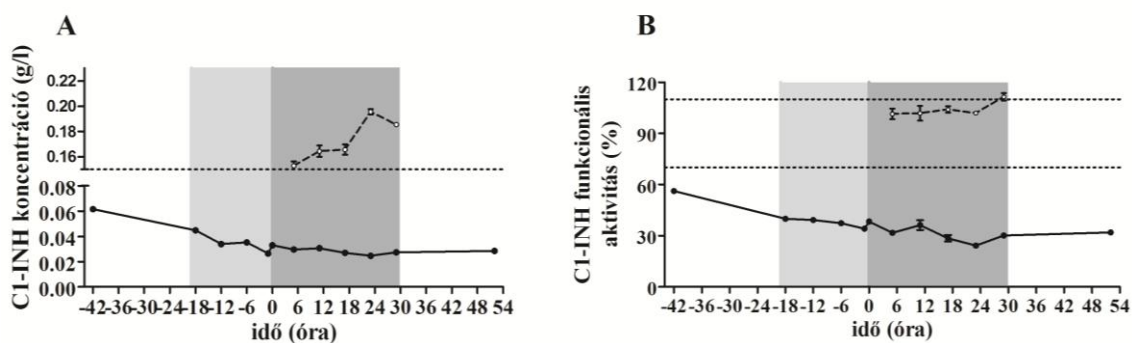 A
C1-INH koncentráció (g/l)
0.22
0.20
0.18
0.16
0.08
0.06
0.04
0.02
0.00
-42-36-30-24-18-12-6 0 6 12 18 24 30 36 42 48 54
idő (óra)
B
C1-INH funkcionális
aktivitás (%)
120
90
60
30
0
-42-36-30-24-18-12-6 0 6 12 18 24 30 36 42 48 54
idő (óra)